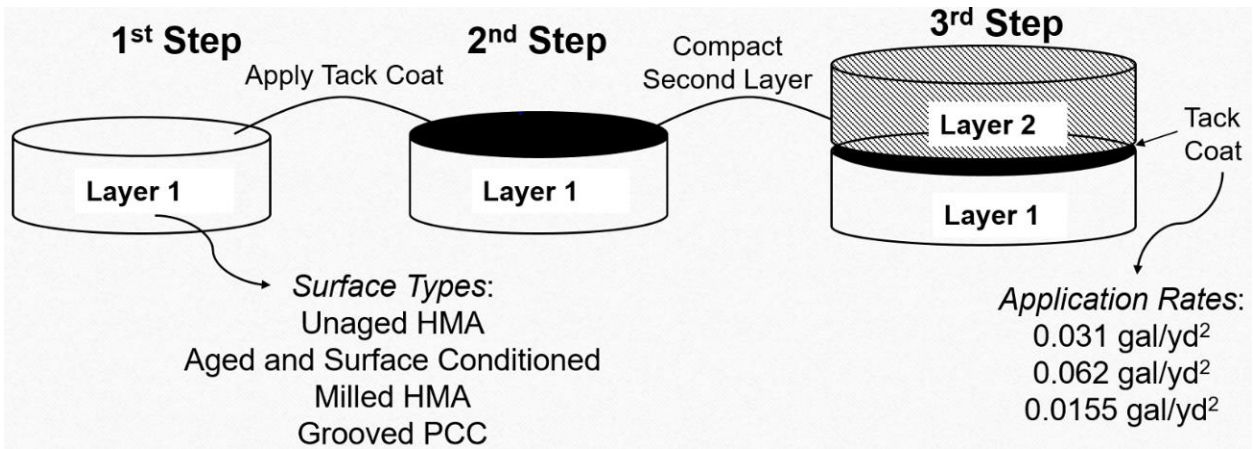 1st Step
Apply Tack Coat
2nd Step
Compact
Second Layer
3rd Step
Layer 1
Layer 1
Layer 2
Layer 1
Tack
Coat
Surface Types:
Unaged HMA
Aged and Surface Conditioned
Milled HMA
Grooved PCC
Application Rates:
0.031 gal/yd²
0.062 gal/yd²
0.0155 gal/yd²